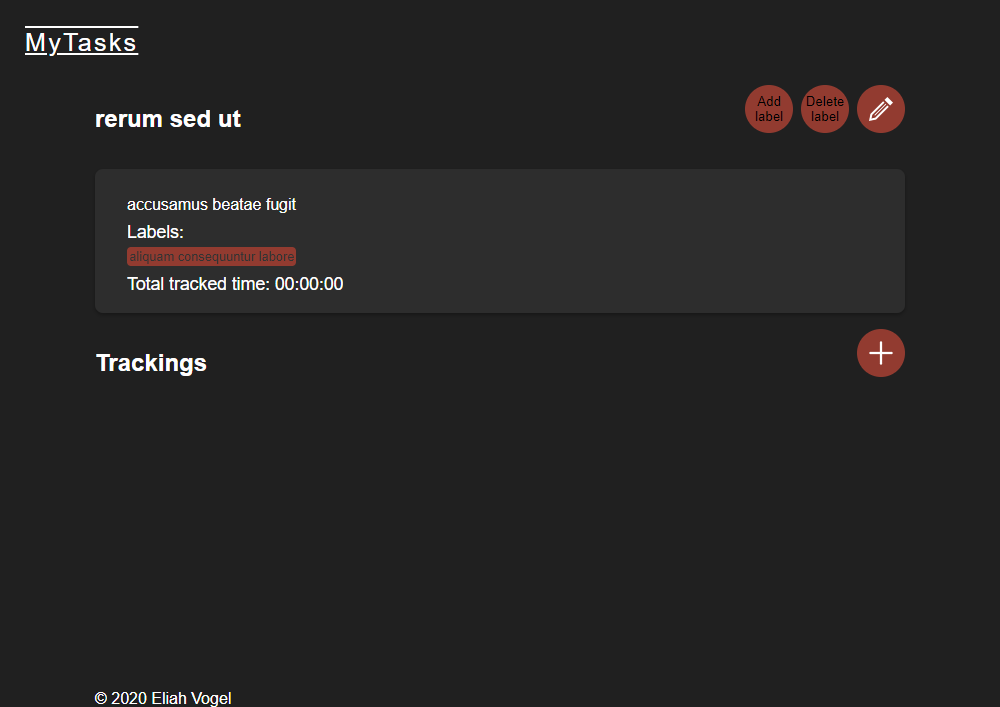 MyTasks
rerum sed ut
Add
label
Delete
label
accusamus beatae fugit
Labels:
aliquam consequuntur labore
Total tracked time: 00:00:00
Trackings
© 2020 Eliah Vogel